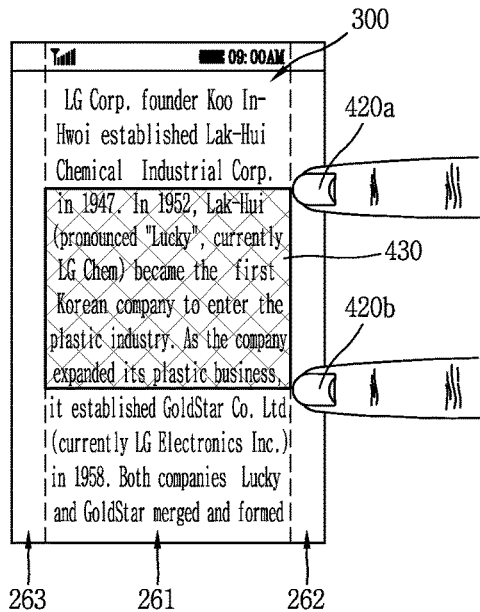 09:00AM
300
LG Corp. founder Koo In-
Hwoi established Lak-Hui
Chemical Industrial Corp.
in 1947. In 1952, Lak-Hui
(pronounced "Lucky", currently
LG Chem) became the first
Korean company to enter the
plastic industry. As the company
expanded its plastic business,
it established GoldStar Co. Ltd
(currently LG Electronics Inc.)
in 1958. Both companies Lucky
and GoldStar merged and formed
420a
430
420b
263
261
262